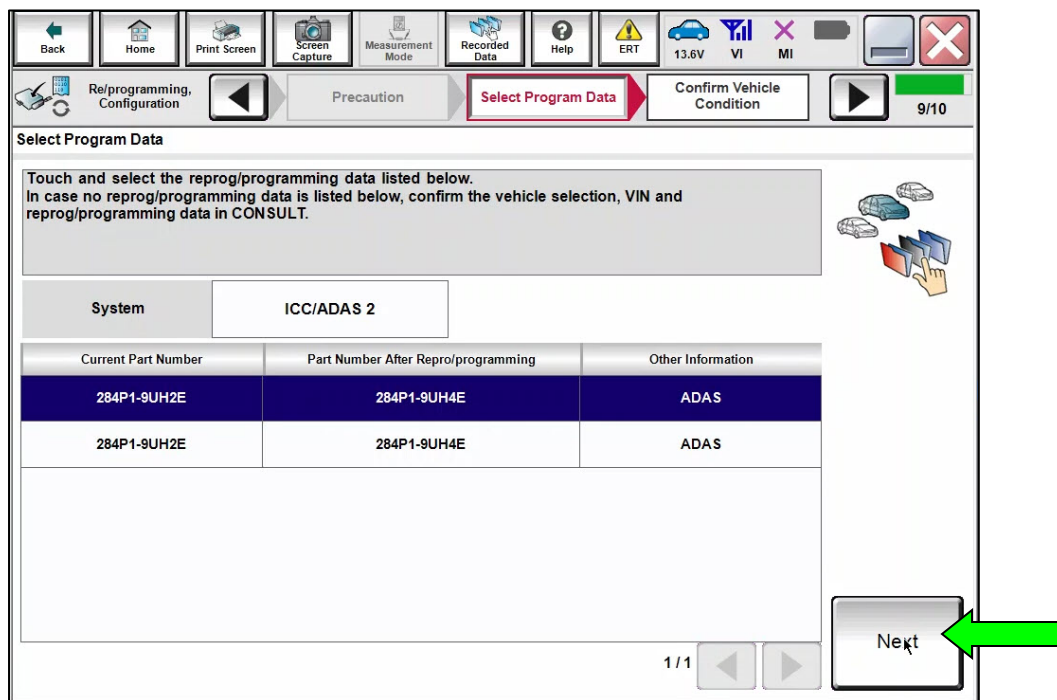 Back
Home
Print Screen
Screen
Capture
Measurement
Mode
Recorded
Data
Help
ERT
13.6V
VI
MI
Re/programming,
Configuration
Precaution
Select Program Data
Confirm Vehicle
Condition
9/10
Select Program Data
Touch and select the reprog/programming data listed below.
In case no reprog/programming data is listed below, confirm the vehicle selection, VIN and
reprog/programming data in CONSULT.
System
ICC/ADAS 2
Current Part Number
Part Number After Repro/programming
Other Information
284P1-9UH2E
284P1-9UH4E
ADAS
284P1-9UH2E
284P1-9UH4E
ADAS
Next
1/1